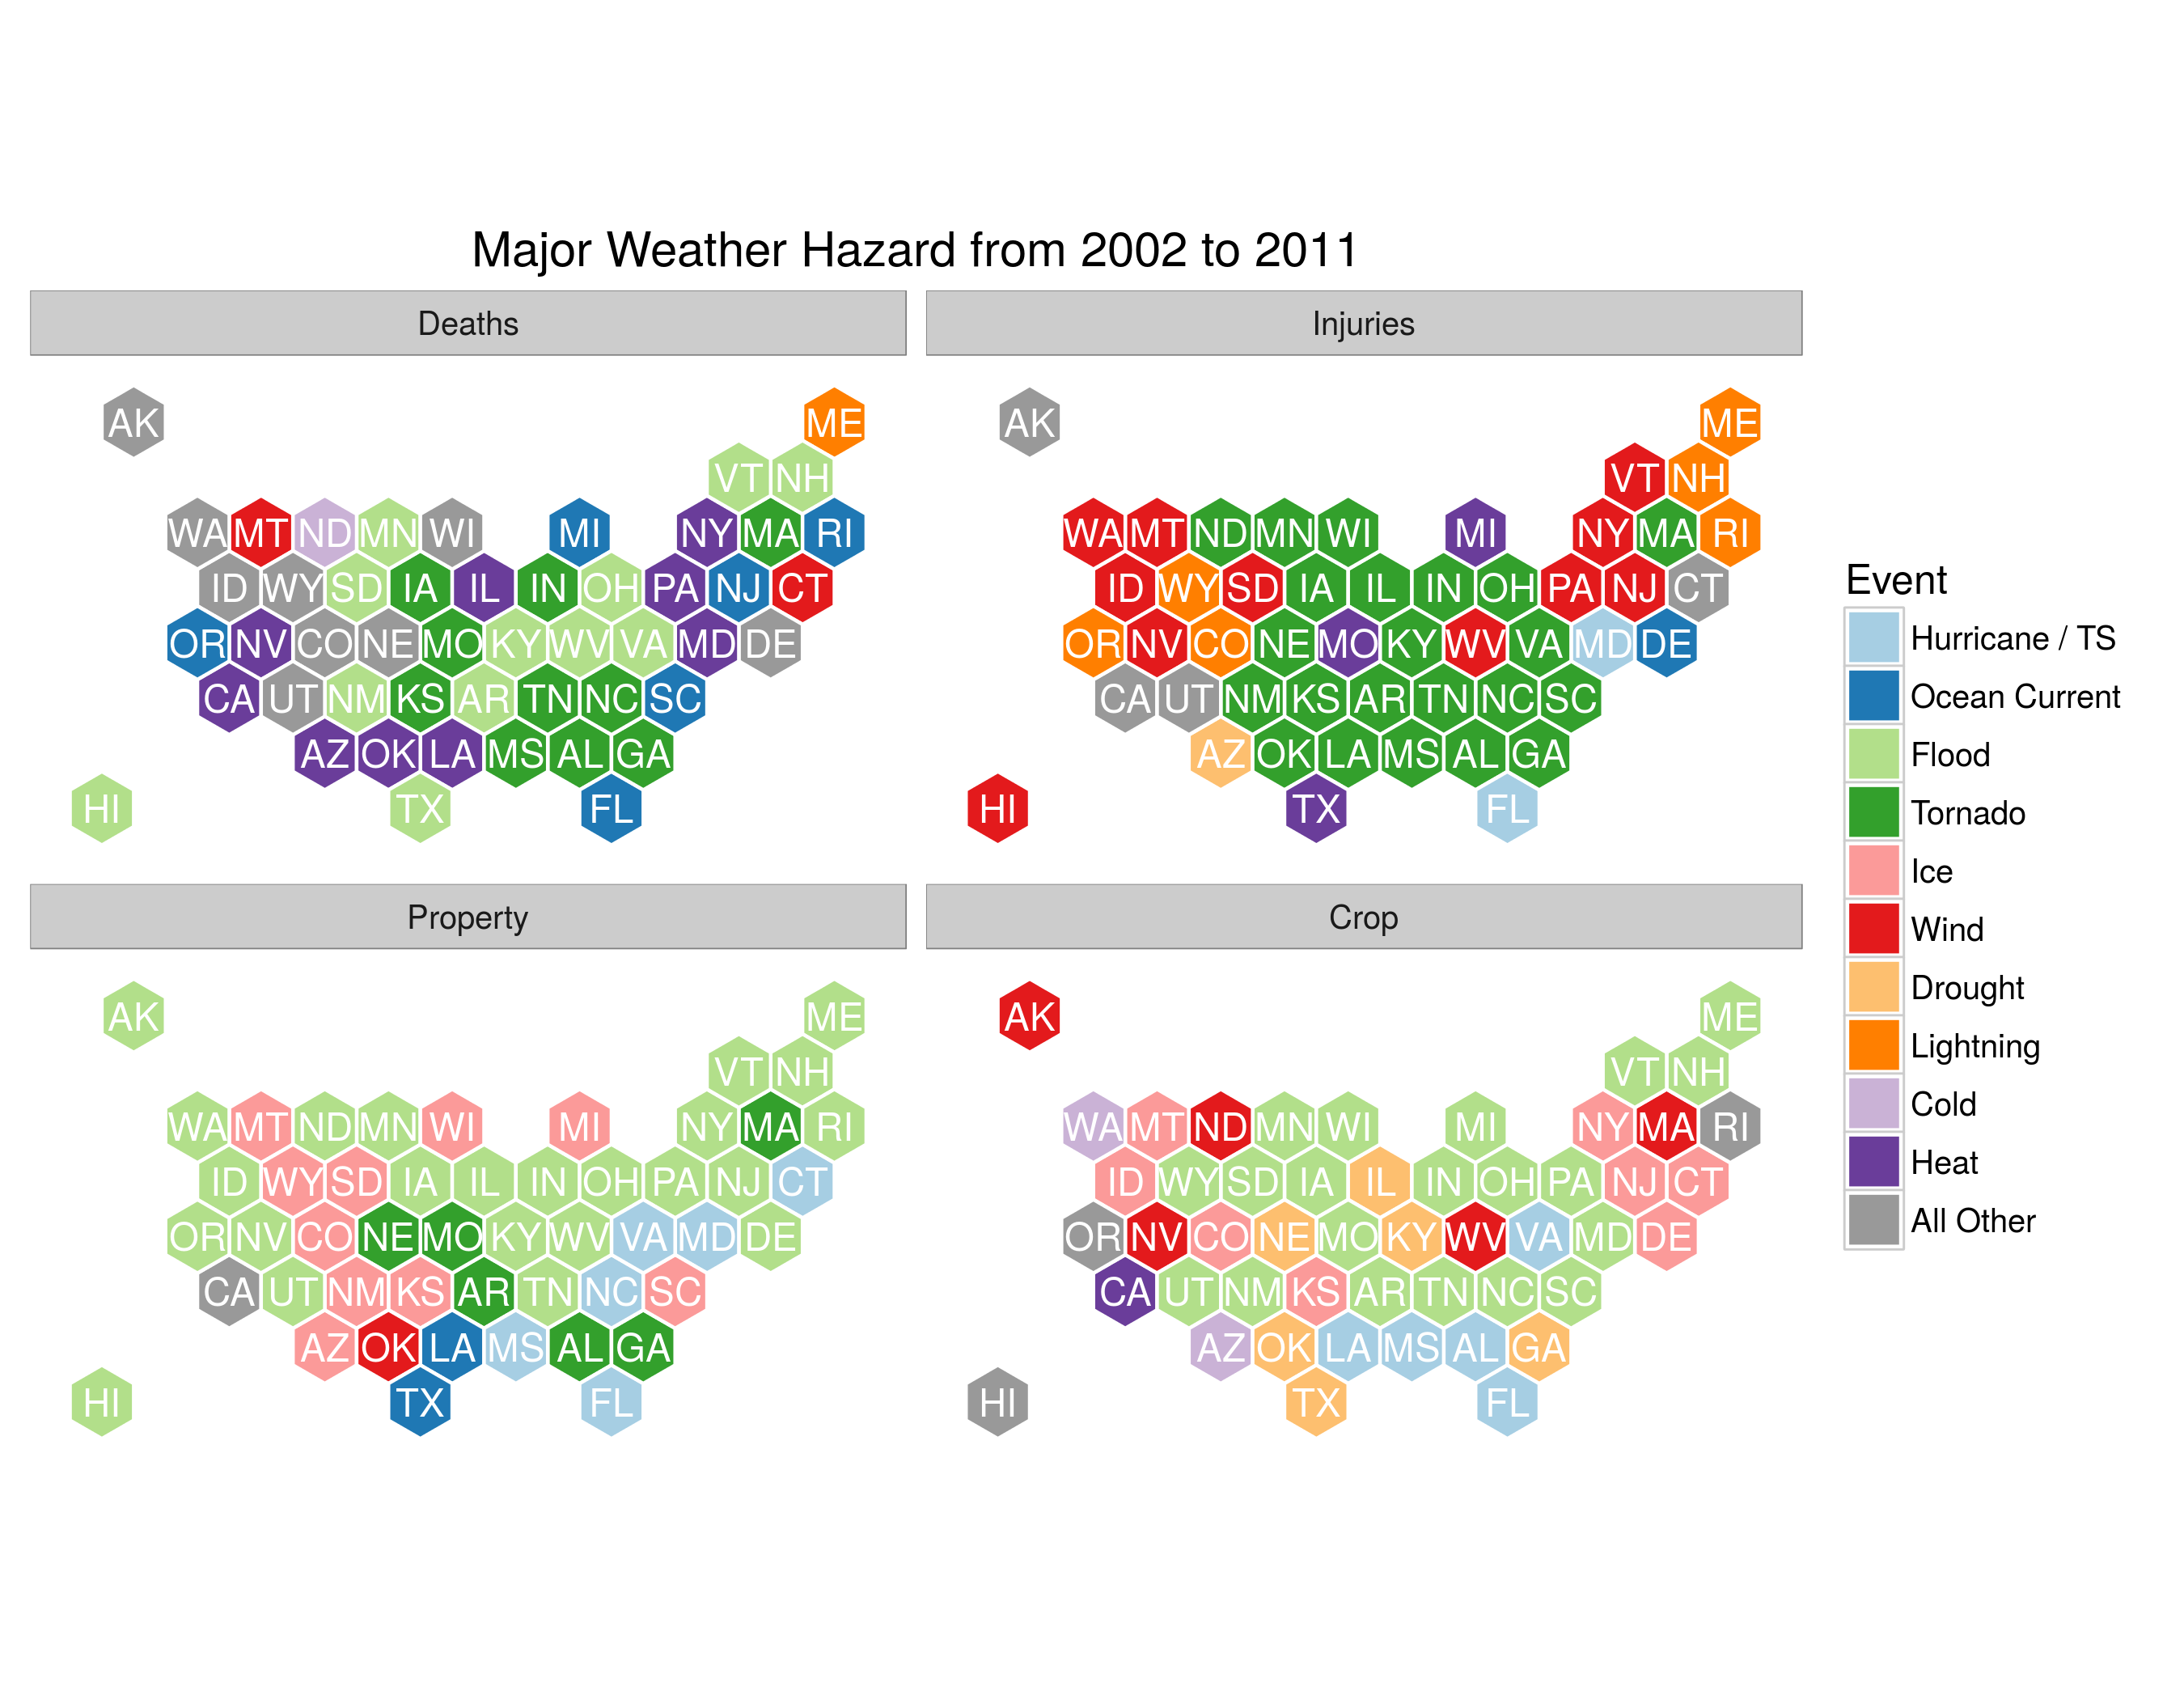 Major Weather Hazard from 2002 to 2011
Deaths
AK ME
VT NH
WA MT ND MN WI MI NY MA RI
ID WY SD IA IL IN OH PA NJ CT
OR NV CO NE MO KY WV VA MD DE
CA UT NM KS AR TN NC SC
AZ OK LA MS AL GA
HI TX FL
Injuries
AK ME
VT NH
WA MT ND MN WI MI NY MA RI
ID WY SD IA IL IN OH PA NJ CT
OR NV CO NE MO KY WV VA MD DE
CA UT NM KS AR TN NC SC
AZ OK LA MS AL GA
HI TX FL
Property
AK ME
VT NH
WA MT ND MN WI MI NY MA RI
ID WY SD IA IL IN OH PA NJ CT
OR NV CO NE MO KY WV VA MD DE
CA UT NM KS AR TN NC SC
AZ OK LA MS AL GA
HI TX FL
Crop
AK ME
VT NH
WA MT ND MN WI MI NY MA RI
ID WY SD IA IL IN OH PA NJ CT
OR NV CO NE MO KY WV VA MD DE
CA UT NM KS AR TN NC SC
AZ OK LA MS AL GA
HI TX FL
Event
Hurricane / TS
Ocean Current
Flood
Tornado
Ice
Wind
Drought
Lightning
Cold
Heat
All Other